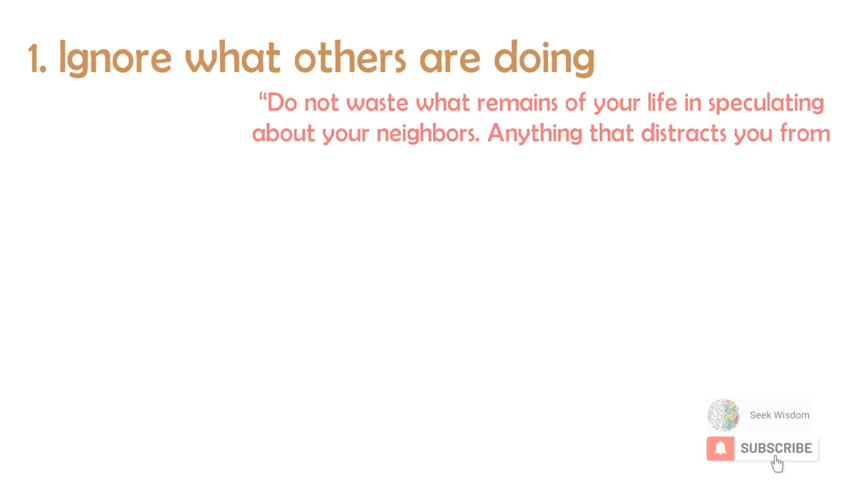 1. Ignore what others are doing
“Do not waste what remains of your life in speculating
about your neighbors. Anything that distracts you from
Seek Wisdom
SUBSCRIBE